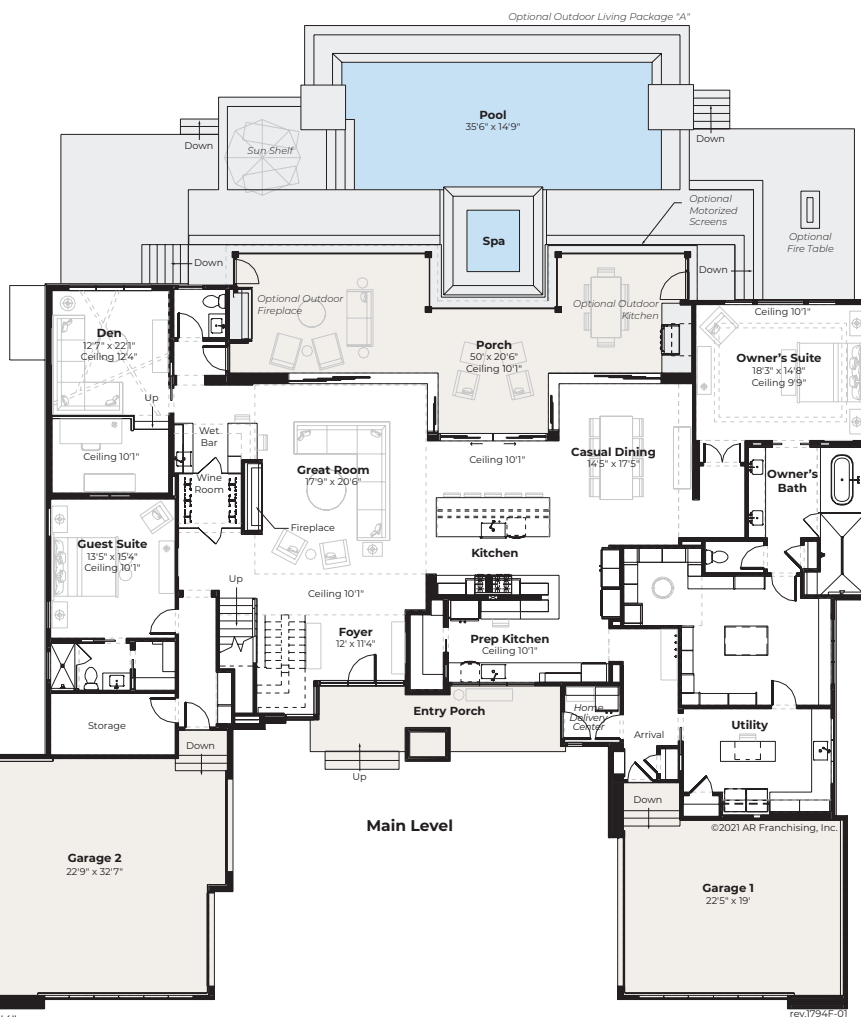 Optional Outdoor Living Package "A"
Pool
35'6" x 14'9"
Down
Sun Shelf
Down
Optional
Motorized
Screens
Spa
Optional
Fire Table
Down
Down
Optional Outdoor
Fireplace
Optional Outdoor
Kitchen
Ceiling 10'1"
Den
12'7" x 22'1"
Ceiling 12'4"
Porch
50' x 20'6"
Ceiling 10'1"
Owner's Suite
18'3" x 14'8"
Ceiling 9'9"
Up
Wet
Bar
Ceiling 10'1"
Great Room
17'9" x 20'6"
Ceiling 10'1"
Casual Dining
14'5" x 17'5"
Owner's
Bath
Wine
Room
Fireplace
Kitchen
Guest Suite
13'5" x 15'4"
Ceiling 10'1"
Up
Ceiling 10'1"
Foyer
12' x 11'4"
Prep Kitchen
Ceiling 10'1"
Storage
Entry Porch
Home
Delivery
Center
Utility
Arrival
Down
Up
Down
Main Level
©2021 AR Franchising, Inc.
Garage 2
22'9" x 32'7"
Garage 1
22'5" x 19'
rev.1794F-01